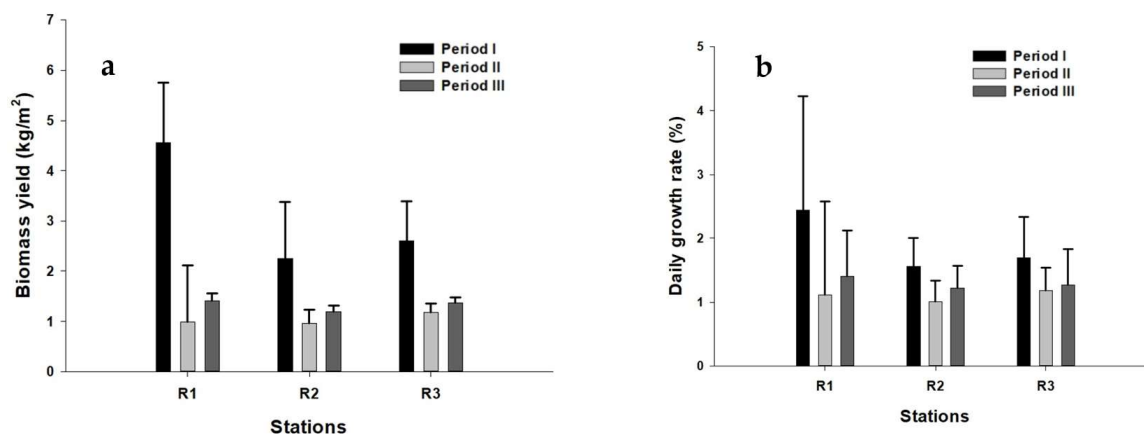 a
Biomass yield (kg/m²)
7
6
5
4
3
2
1
0
Period I
Period II
Period III
R1
R2
R3
Stations
b
Daily growth rate (%)
5
4
3
2
1
0
Period I
Period II
Period III
R1
R2
R3
Stations